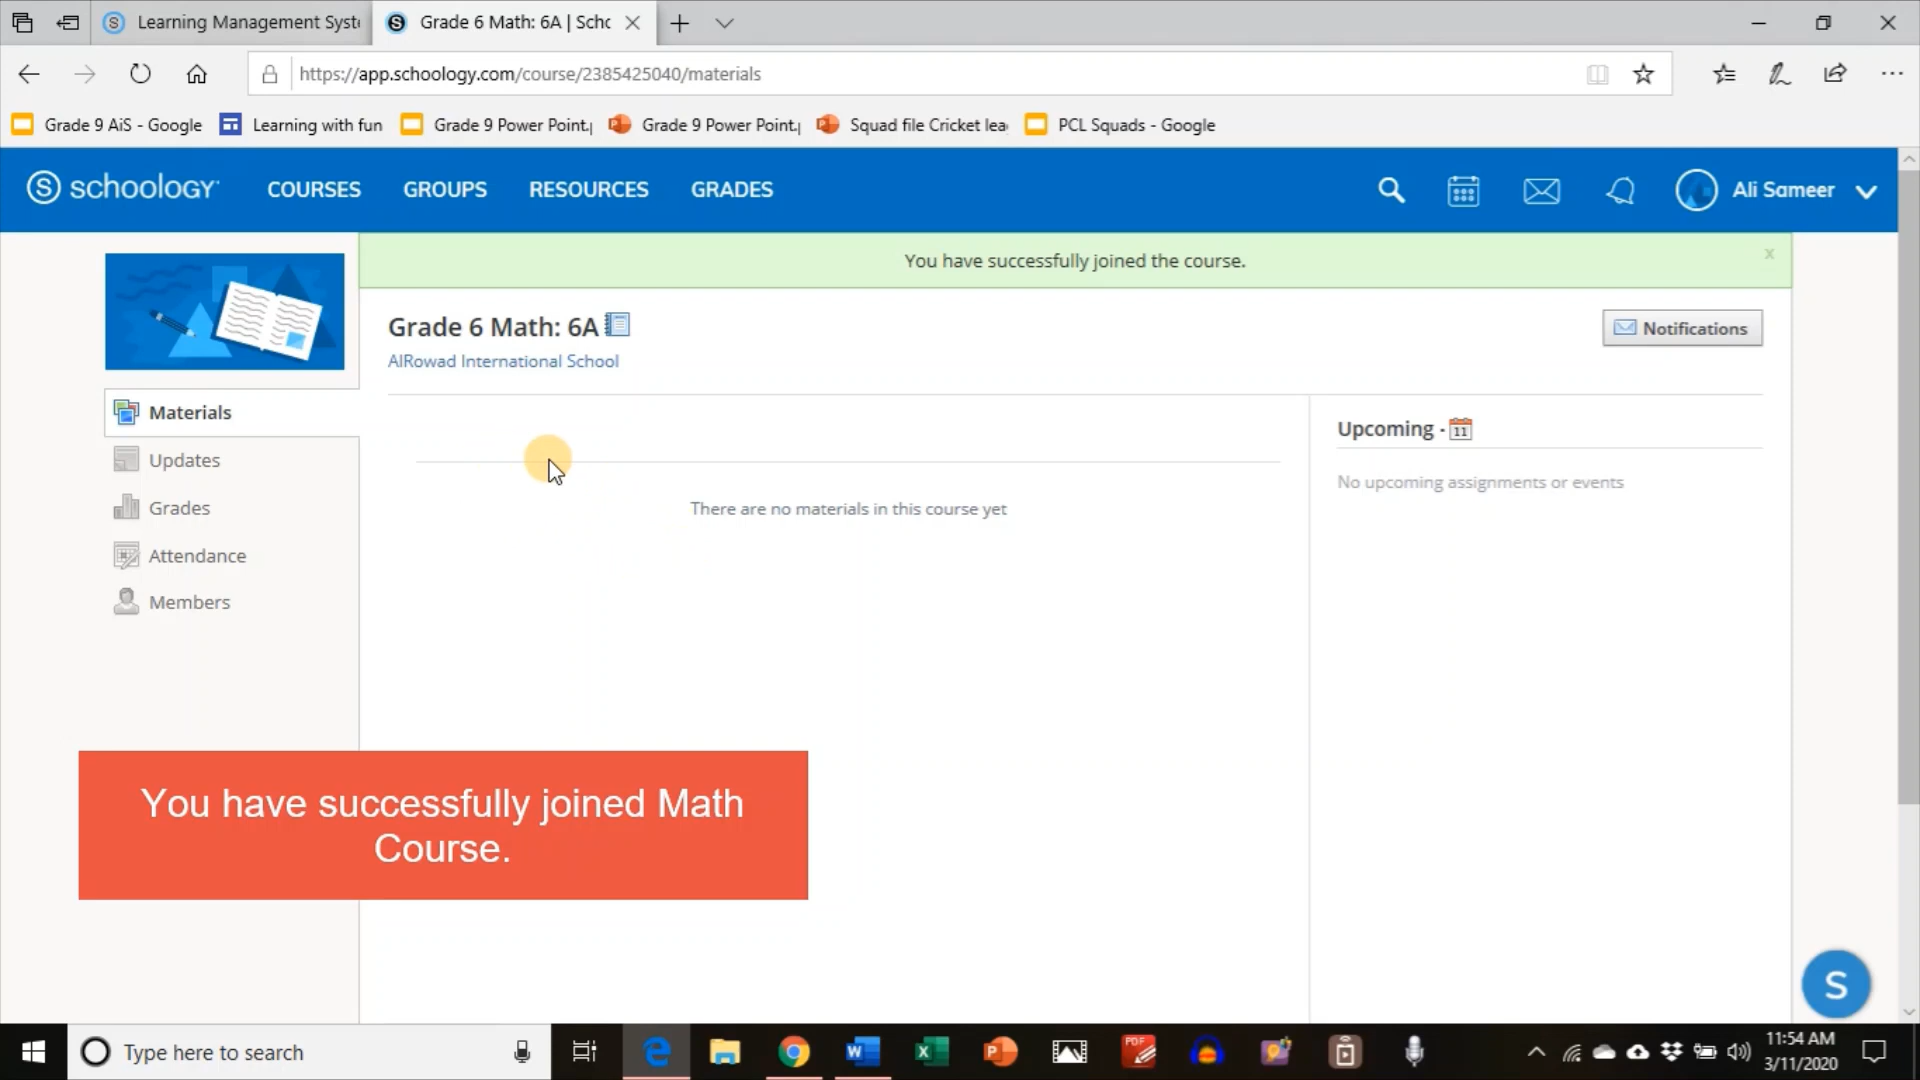 Learning Management Syste
Grade 6 Math: 6A | Scho
https://app.schoology.com/course/2385425040/materials
Grade 9 AiS - Google
Learning with fun
Grade 9 Power Point.
Grade 9 Power Point.
Squad file Cricket lea
PCL Squads - Google
S schoology
COURSES
GROUPS
RESOURCES
GRADES
Ali Sameer
You have successfully joined the course.
x
Grade 6 Math: 6A
Notifications
AlRowad International School
Materials
Updates
Grades
Attendance
Members
Upcoming · 11
No upcoming assignments or events
There are no materials in this course yet
You have successfully joined Math
Course.
S
Type here to search
11:54 AM
3/11/2020